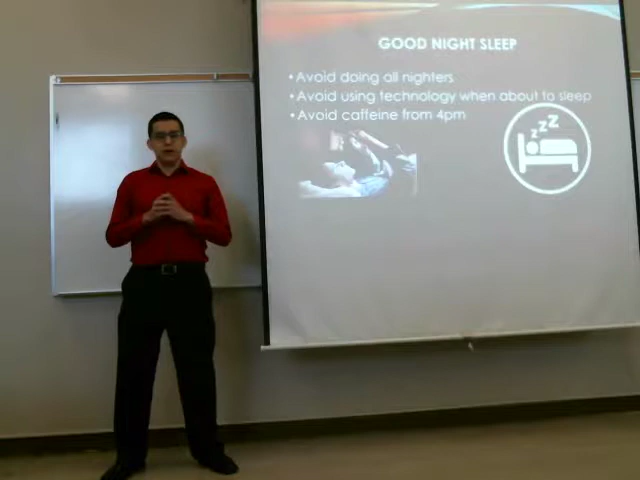 GOOD NIGHT SLEEP
• Avoid doing all nighters
• Avoid using technology when about to sleep
• Avoid caffeine from 4pm
z z Z